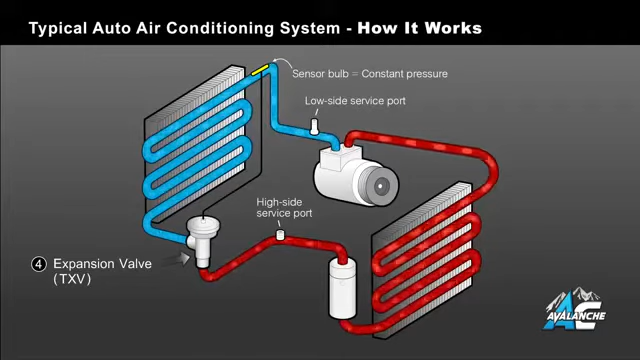 Typical Auto Air Conditioning System - How It Works
Sensor bulb = Constant pressure
Low-side service port
High-side
service port
4 Expansion Valve
(TXV)
AC
AVALANCHE